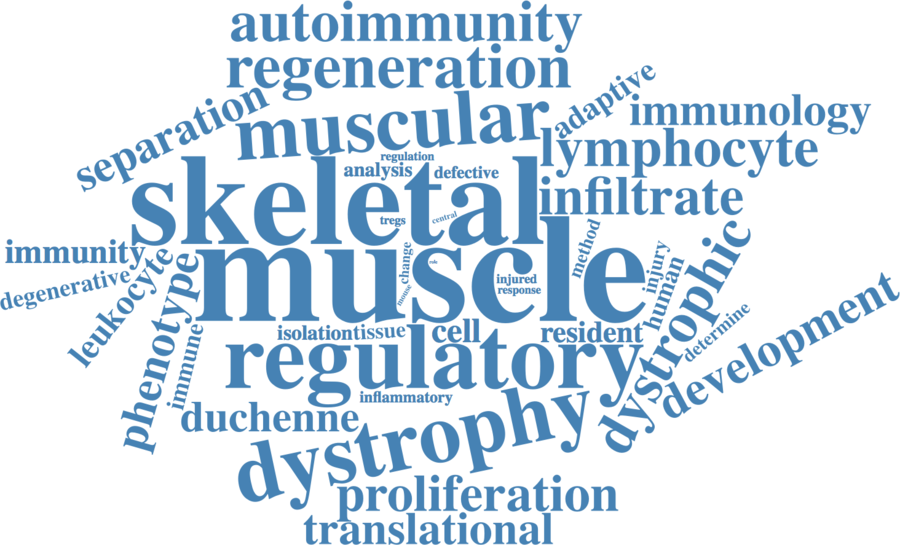 autoimmunity
regeneration
adaptive
separation
muscular
immunology
lymphocyte
regulation
analysis
defective
skeletal
infiltrate
tregs
central
immunity
muscle
change
role
method
injury
mouse
injured
response
degenerative
leukocyte
phenotype
immune
human
dystrophic
isolation
tissue
cell
resident
determine
development
regulatory
inflammatory
duchenne
dystrophy
proliferation
translational